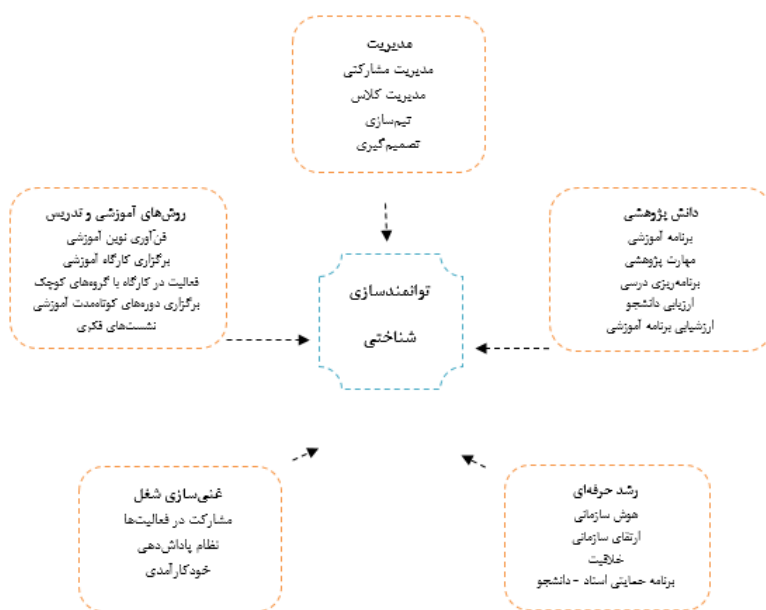 مدیریت
مدیریت مشارکتی
مدیریت کلاس
تیم‌سازی
تصمیم‌گیری
دانش پژوهشی
برنامه آموزشی
مهارت پژوهشی
برنامه‌ریزی درسی
ارزیابی دانشجو
ارزشیابی برنامه آموزشی
توانمندسازی
شناختی
روش‌های آموزشی و تدریس
فن‌آوری نوین آموزشی
برگزاری کارگاه آموزشی
فعالیت در کارگاه با گروه‌های کوچک
برگزاری دوره‌های کوتاه‌مدت آموزشی
نشست‌های فکری
رشد حرفه‌ای
هوش سازمانی
ارتقای سازمانی
خلاقیت
برنامه حمایتی استاد - دانشجو
غنی‌سازی شغل
مشارکت در فعالیت‌ها
نظام پاداش‌دهی
خودکارآمدی